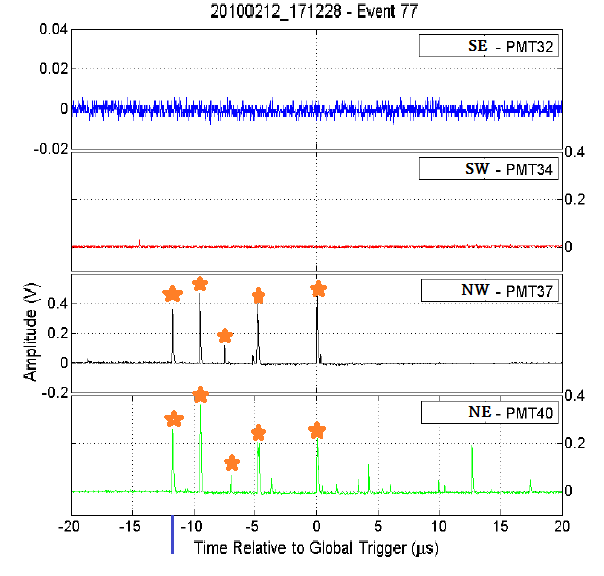 20100212_171228 - Event 77
0.04
0.02
0
-0.02
SE - PMT32
SW - PMT34
0.4
0.2
0
NW - PMT37
0.4
0.2
0
-0.2
Amplitude (V)
NE - PMT40
0.4
0.2
0
-20 -15 -10 -5 0 5 10 15 20
Time Relative to Global Trigger (μs)